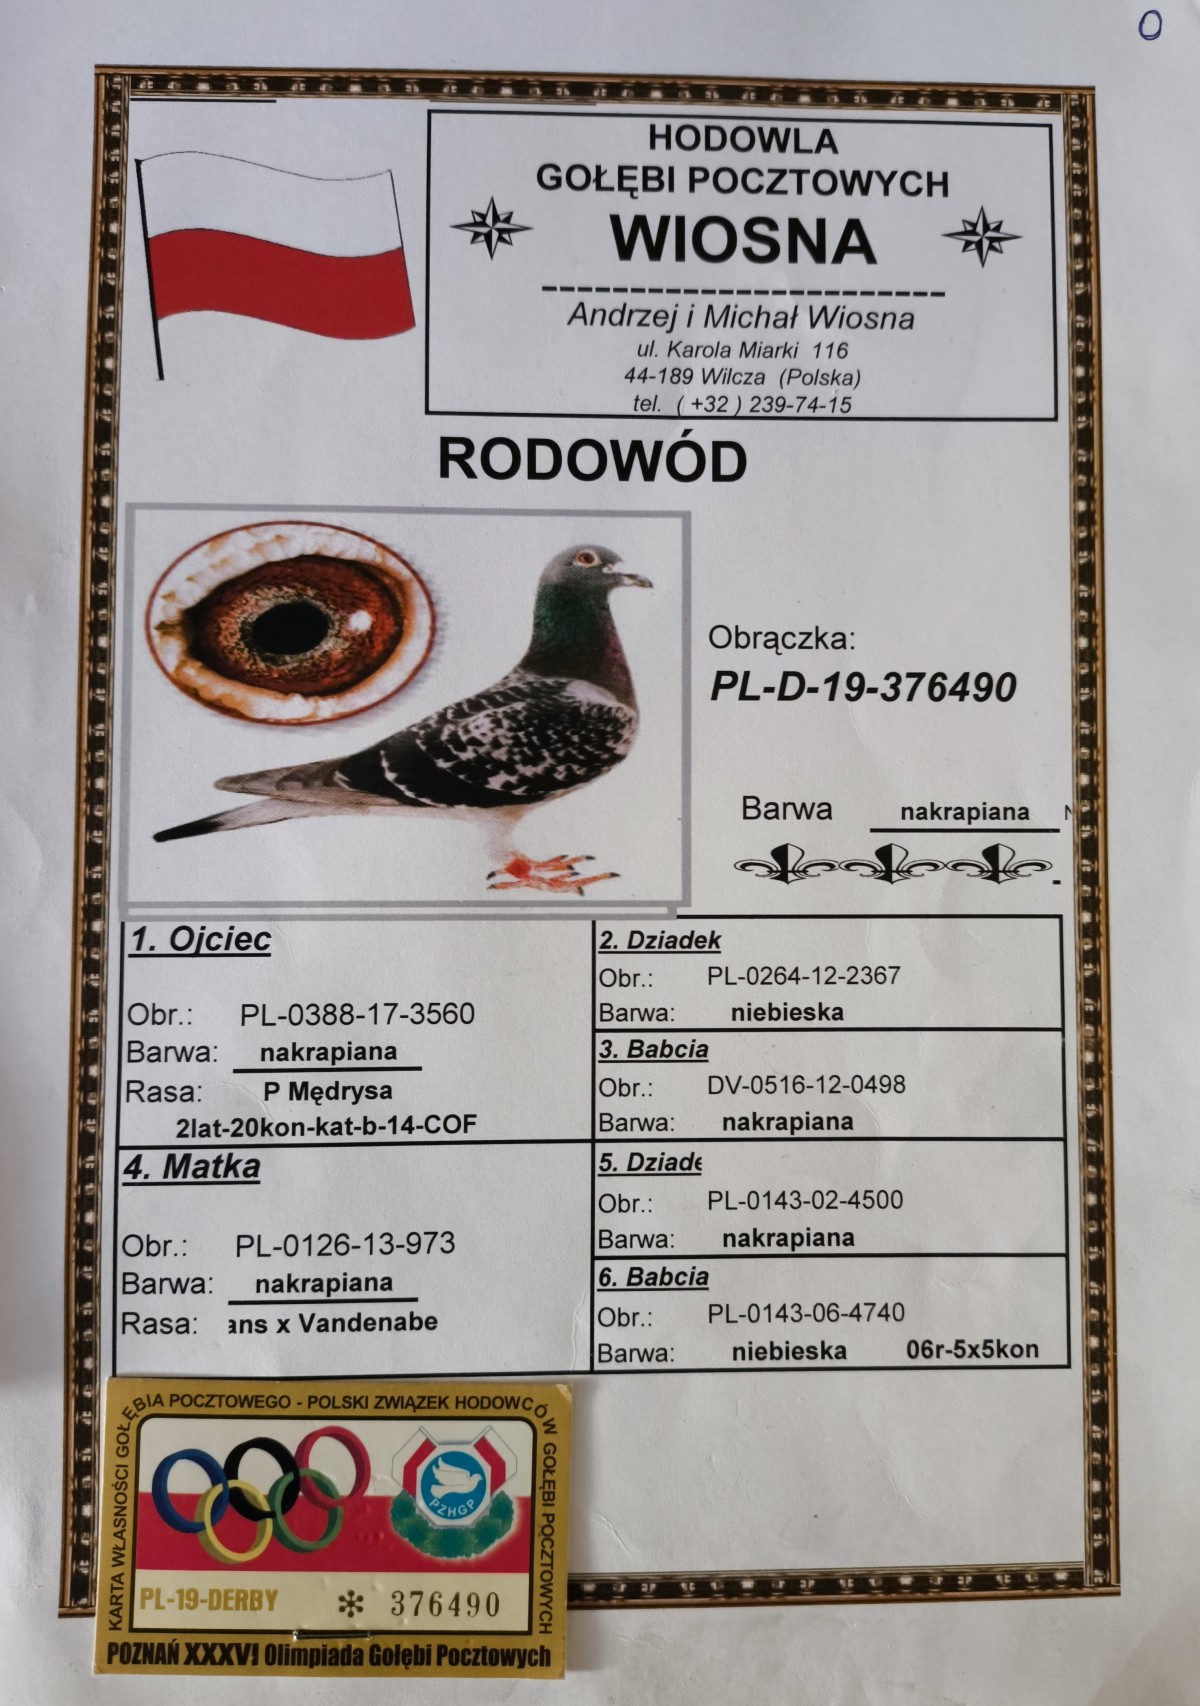 O
HODOWLA
GOŁĘBI POCZTOWYCH
WIOSNA
Andrzej i Michał Wiosna
ul. Karola Miarki 116
44-189 Wilcza (Polska)
tel. ( +32 ) 239-74-15
RODOWÓD
Obrączka:
PL-D-19-376490
Barwa nakrapiana
1. Ojciec
Obr.: PL-0388-17-3560
Barwa: nakrapiana
Rasa: P Mędrysa
2lat-20kon-kat-b-14-COF
2. Dziadek
Obr.: PL-0264-12-2367
Barwa: niebieska
3. Babcia
Obr.: DV-0516-12-0498
Barwa: nakrapiana
4. Matka
Obr.: PL-0126-13-973
Barwa: nakrapiana
Rasa: ans x Vandenabe
5. Dziade
Obr.: PL-0143-02-4500
Barwa: nakrapiana
6. Babcia
Obr.: PL-0143-06-4740
Barwa: niebieska 06r-5x5kon
KARTA WŁASNOŚCI GOŁĘBIA POCZTOWEGO - POLSKI ZWIĄZEK HODOWCÓW GOŁĘBI POCZTOWYCH
PZHGP
PL-19-DERBY * 376490
POZNAŃ XXXVI Olimpiada Gołębi Pocztowych